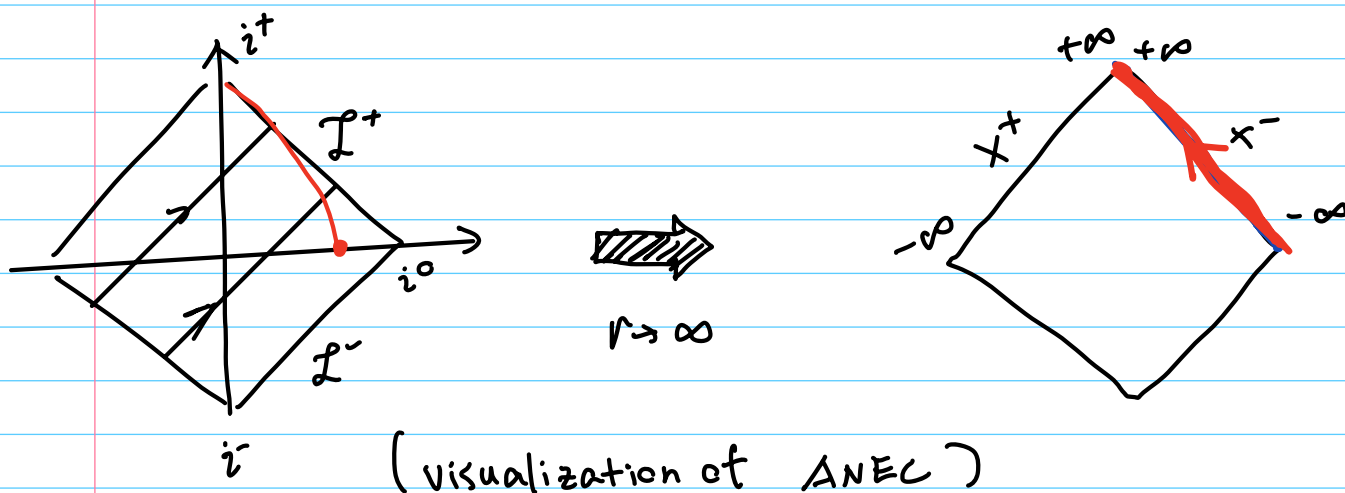 i⁺
+∞ +∞
ℐ⁺
x⁺
x⁻
-∞
-∞
i⁰
r→∞
ℐ⁻
i⁻
(visualization of ANEC)